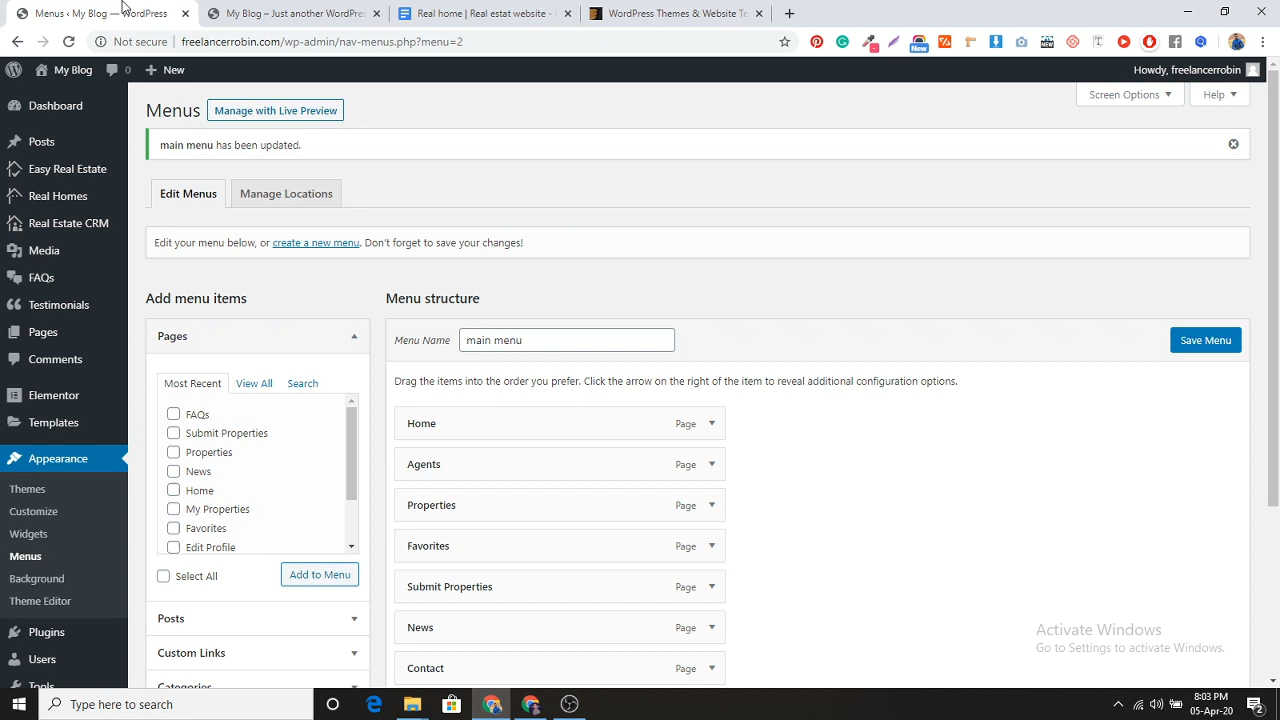 Menus ‹ My Blog — WordPress
My Blog – Just another WordPres
Real home | Real estat website -
WordPress Themes & Website Te
Not secure
freelancerrobin.com/wp-admin/nav-menus.php?menu=2
New
My Blog
0
New
Howdy, freelancerrobin
Dashboard
Posts
Easy Real Estate
Real Homes
Real Estate CRM
Media
FAQs
Testimonials
Pages
Comments
Elementor
Templates
Appearance
Themes
Customize
Widgets
Menus
Background
Theme Editor
Plugins
Users
Tools
Screen Options
Help
Menus
Manage with Live Preview
main menu has been updated.
Edit Menus
Manage Locations
Edit your menu below, or create a new menu. Don't forget to save your changes!
Add menu items
Pages
Most Recent
View All
Search
FAQs
Submit Properties
Properties
News
Home
My Properties
Favorites
Edit Profile
Select All
Add to Menu
Posts
Custom Links
Categories
Menu structure
Menu Name
main menu
Save Menu
Drag the items into the order you prefer. Click the arrow on the right of the item to reveal additional configuration options.
Home Page
Agents Page
Properties Page
Favorites Page
Submit Properties Page
News Page
Contact Page
Activate Windows
Go to Settings to activate Windows.
Type here to search
8:03 PM
05-Apr-20
2